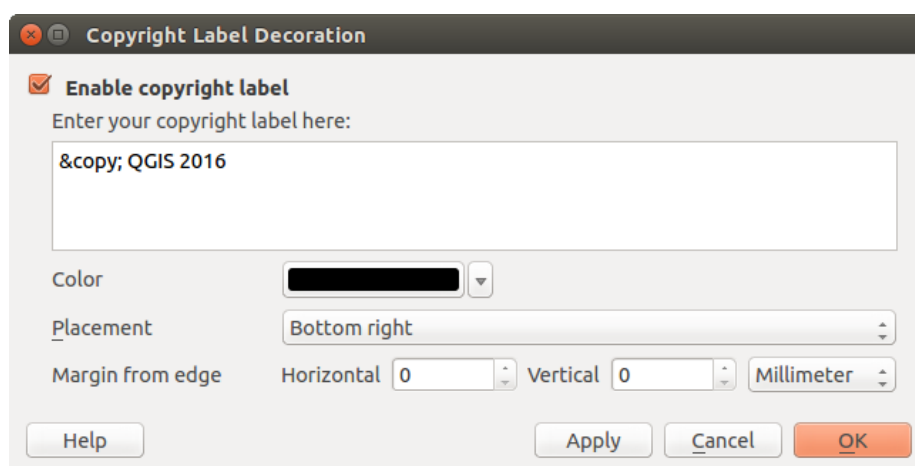 Copyright Label Decoration
Enable copyright label
Enter your copyright label here:
&copy; QGIS 2016
Color
Placement Bottom right
Margin from edge Horizontal 0 Vertical 0 Millimeter
Help Apply Cancel OK